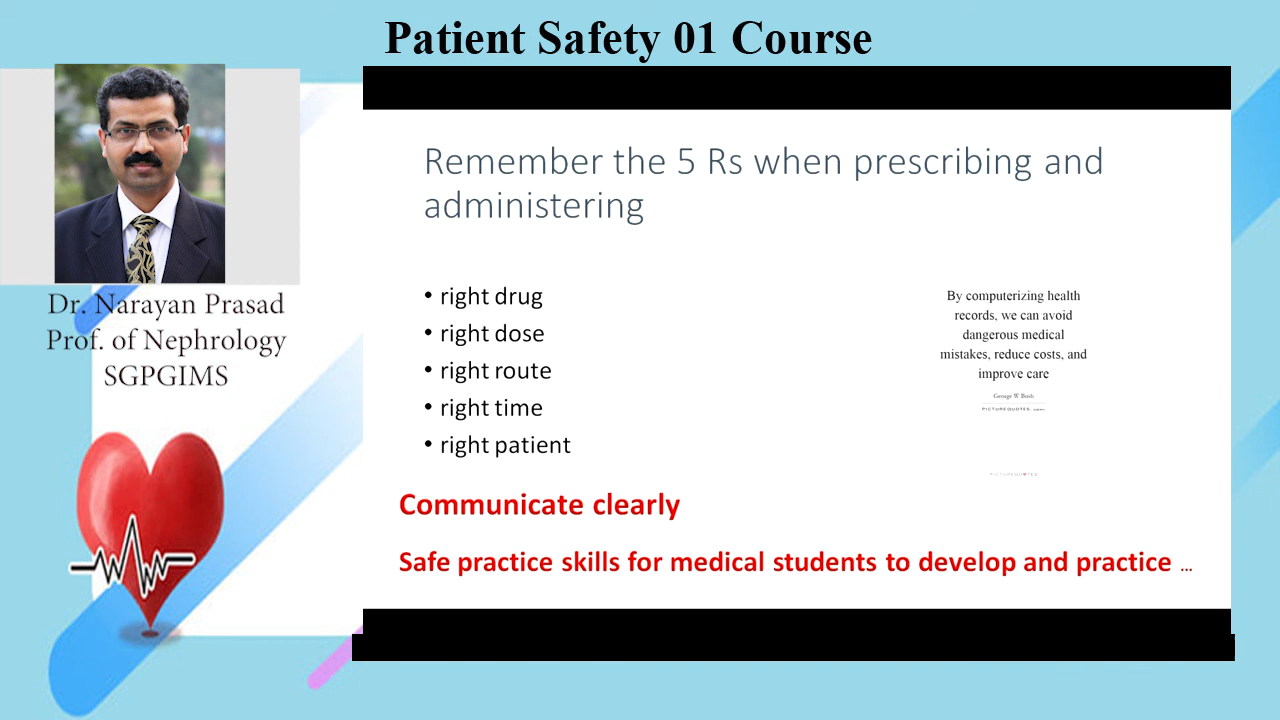 Patient Safety 01 Course
Dr. Narayan Prasad
Prof. of Nephrology
SGPGIMS
Remember the 5 Rs when prescribing and
administering
• right drug
• right dose
• right route
• right time
• right patient
By computerizing health
records, we can avoid
dangerous medical
mistakes, reduce costs, and
improve care
George W Bush
PICTUREQUOTES
PICTUREQUOTES
Communicate clearly
Safe practice skills for medical students to develop and practice ...